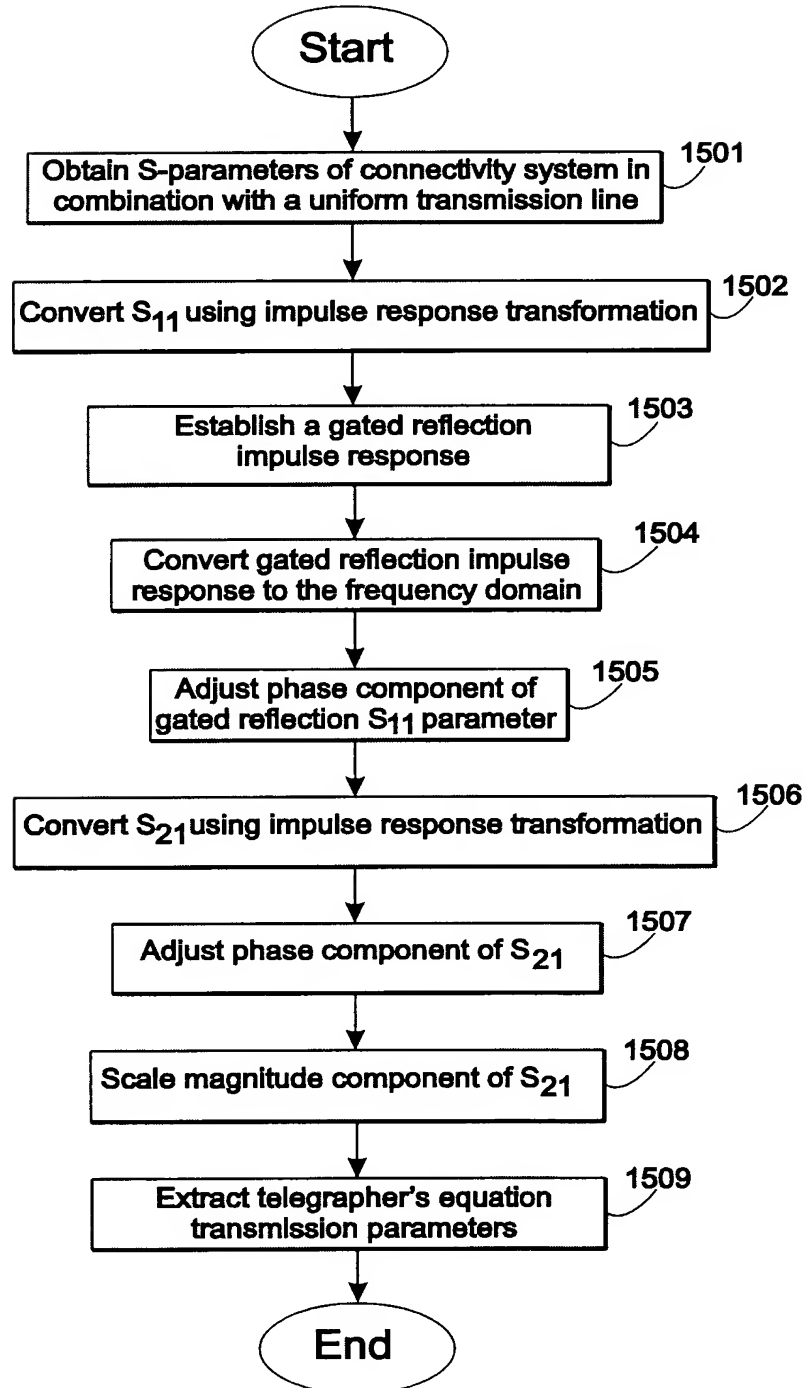 Start
1501
Obtain S-parameters of connectivity system in
combination with a uniform transmission line
1502
Convert S11 using impulse response transformation
1503
Establish a gated reflection
impulse response
1504
Convert gated reflection impulse
response to the frequency domain
1505
Adjust phase component of
gated reflection S11 parameter
1506
Convert S21 using impulse response transformation
1507
Adjust phase component of S21
1508
Scale magnitude component of S21
1509
Extract telegrapher's equation
transmission parameters
End